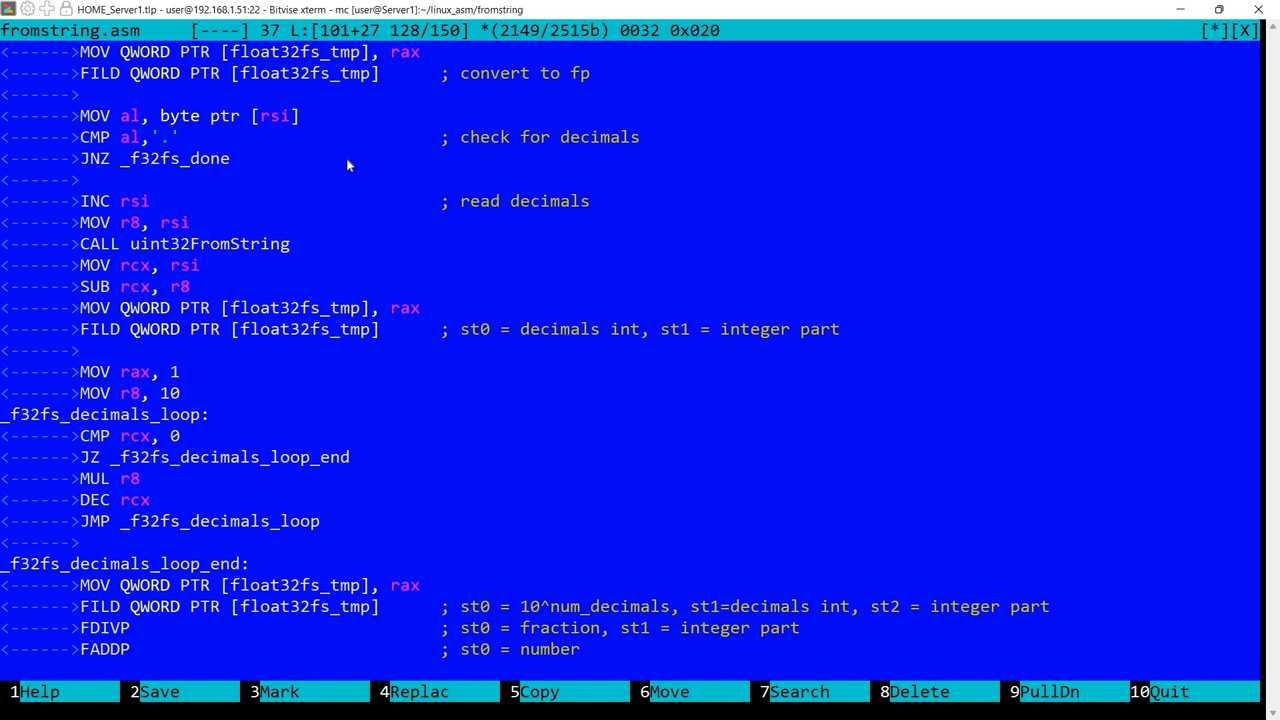 HOME_Server1.tlp - user@192.168.1.51:22 - Bitvise xterm - mc [user@Server1]:~/linux_asm/fromstring
fromstring.asm [----] 37 L:[101+27 128/150] *(2149/2515b) 0032 0x020 [*][X]
<------>MOV QWORD PTR [float32fs_tmp], rax
<------>FILD QWORD PTR [float32fs_tmp] ; convert to fp
<------>
<------>MOV al, byte ptr [rsi]
<------>CMP al,'.' ; check for decimals
<------>JNZ _f32fs_done
<------>
<------>INC rsi ; read decimals
<------>MOV r8, rsi
<------>CALL uint32FromString
<------>MOV rcx, rsi
<------>SUB rcx, r8
<------>MOV QWORD PTR [float32fs_tmp], rax
<------>FILD QWORD PTR [float32fs_tmp] ; st0 = decimals int, st1 = integer part
<------>
<------>MOV rax, 1
<------>MOV r8, 10
_f32fs_decimals_loop:
<------>CMP rcx, 0
<------>JZ _f32fs_decimals_loop_end
<------>MUL r8
<------>DEC rcx
<------>JMP _f32fs_decimals_loop
<------>
_f32fs_decimals_loop_end:
<------>MOV QWORD PTR [float32fs_tmp], rax
<------>FILD QWORD PTR [float32fs_tmp] ; st0 = 10^num_decimals, st1=decimals int, st2 = integer part
<------>FDIVP ; st0 = fraction, st1 = integer part
<------>FADDP ; st0 = number
1Help 2Save 3Mark 4Replac 5Copy 6Move 7Search 8Delete 9PullDn 10Quit